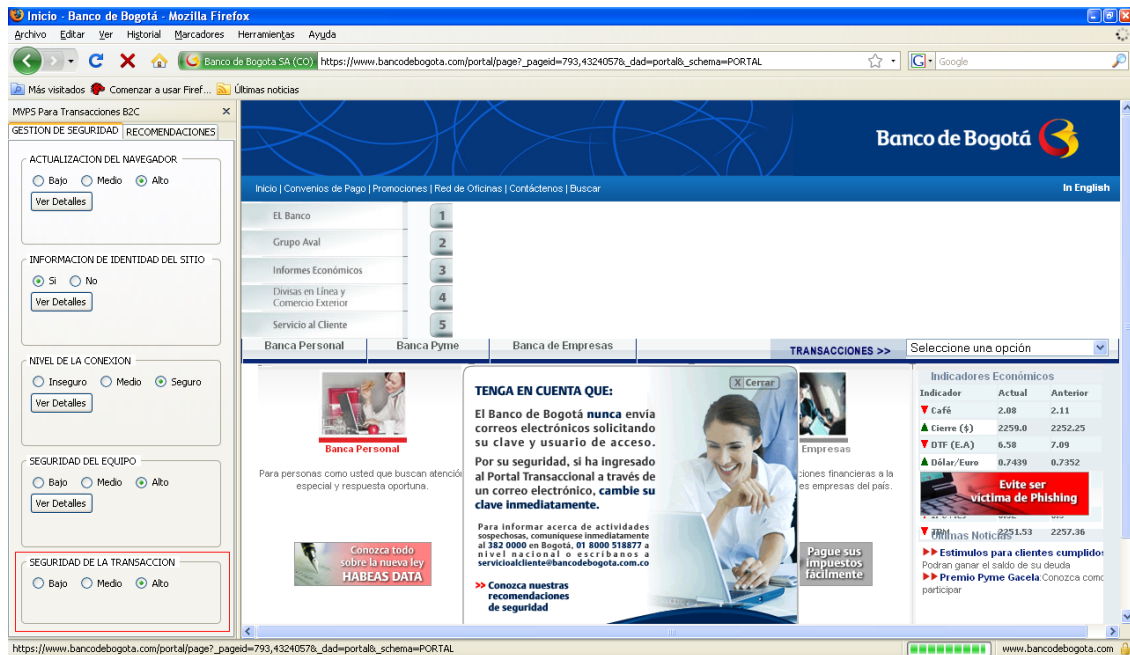 Inicio - Banco de Bogotá - Mozilla Firefox
Archivo Editar Ver Historial Marcadores Herramientas Ayuda
Banco de Bogota SA (CO) https://www.bancodebogota.com/portal/page?_pageid=793,4324057&_dad=portal&_schema=PORTAL
G Google
Más visitados Comenzar a usar Firef... Últimas noticias
MVPS Para Transacciones B2C
GESTION DE SEGURIDAD RECOMENDACIONES
ACTUALIZACION DEL NAVEGADOR
Bajo Medio Alto
Ver Detalles
INFORMACION DE IDENTIDAD DEL SITIO
Si No
Ver Detalles
NIVEL DE LA CONEXION
Inseguro Medio Seguro
Ver Detalles
SEGURIDAD DEL EQUIPO
Bajo Medio Alto
Ver Detalles
SEGURIDAD DE LA TRANSACCION
Bajo Medio Alto
Banco de Bogotá
Inicio | Convenios de Pago | Promociones | Red de Oficinas | Contáctenos | Buscar In English
EL Banco 1
Grupo Aval 2
Informes Económicos 3
Divisas en Línea y
Comercio Exterior 4
Servicio al Cliente 5
Banca Personal Banca Pyme Banca de Empresas TRANSACCIONES >> Seleccione una opción
Banca Personal
Para personas como usted que buscan atenció
especial y respuesta oportuna.
Conozca todo
sobre la nueva ley
HABEAS DATA
X Cerrar
TENGA EN CUENTA QUE:
El Banco de Bogotá nunca envía
correos electrónicos solicitando
su clave y usuario de acceso.
Por su seguridad, si ha ingresado
al Portal Transaccional a través de
un correo electrónico, cambie su
clave inmediatamente.
Para informar acerca de actividades
sospechosas, comuníquese inmediatamente
al 382 0000 en Bogotá, 01 8000 518877 a
nivel nacional o escríbanos a
servicioalcliente@bancodebogota.com.co
>> Conozca nuestras
recomendaciones
de seguridad
Empresas
ciones financieras a la
es empresas del país.
Pague sus
impuestos
fácilmente
Indicadores Económicos
Indicador Actual Anterior
Café 2.08 2.11
Cierre ($) 2259.0 2252.25
DTF (E.A) 6.58 7.09
Dólar/Euro 0.7439 0.7352
Evite ser
víctima de Phishing
TRM 2251.53 2257.36
Últimas Noticias
Estimulos para clientes cumplidos
Podran ganar el saldo de su
deuda
Premio Pyme Gacela:Conozca como
participar
https://www.bancodebogota.com/portal/page?_pageid=793,4324057&_dad=portal&_schema=PORTAL www.bancodebogota.com